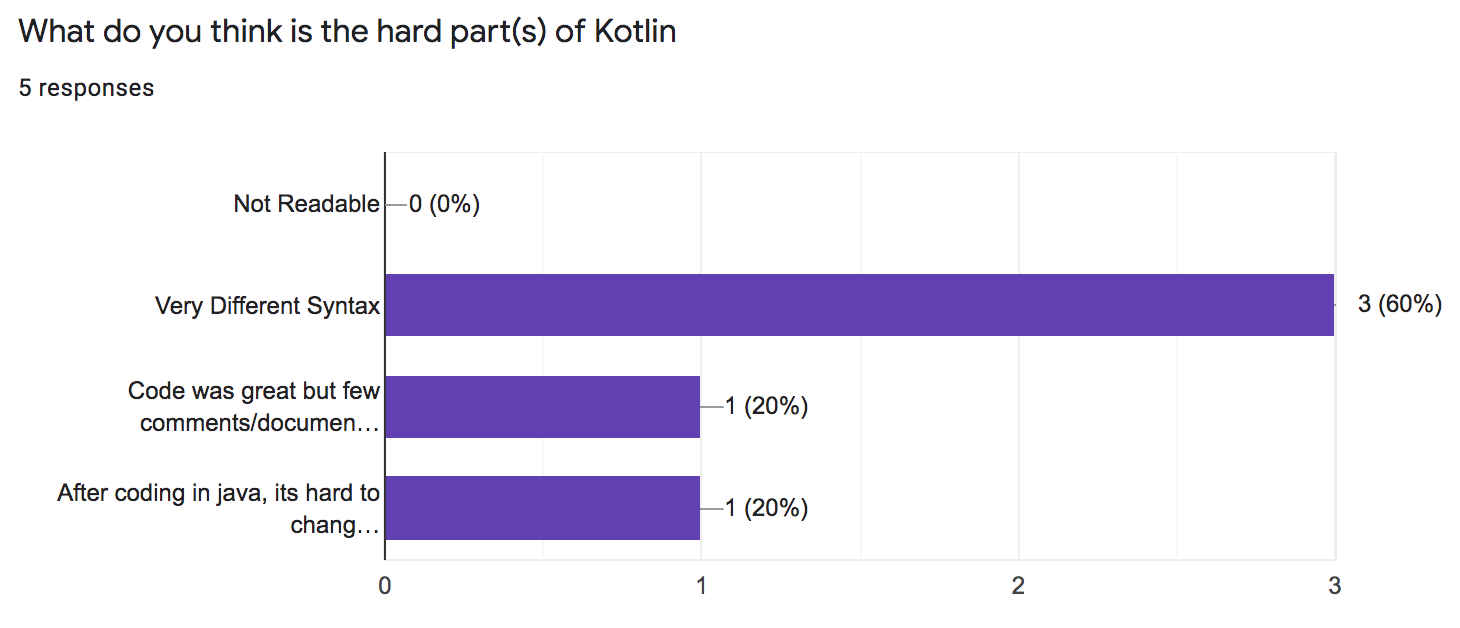 What do you think is the hard part(s) of Kotlin
5 responses
Not Readable
0 (0%)
Very Different Syntax
3 (60%)
Code was great but few
comments/documen…
1 (20%)
After coding in java, its hard to
chang…
1 (20%)
0
1
2
3